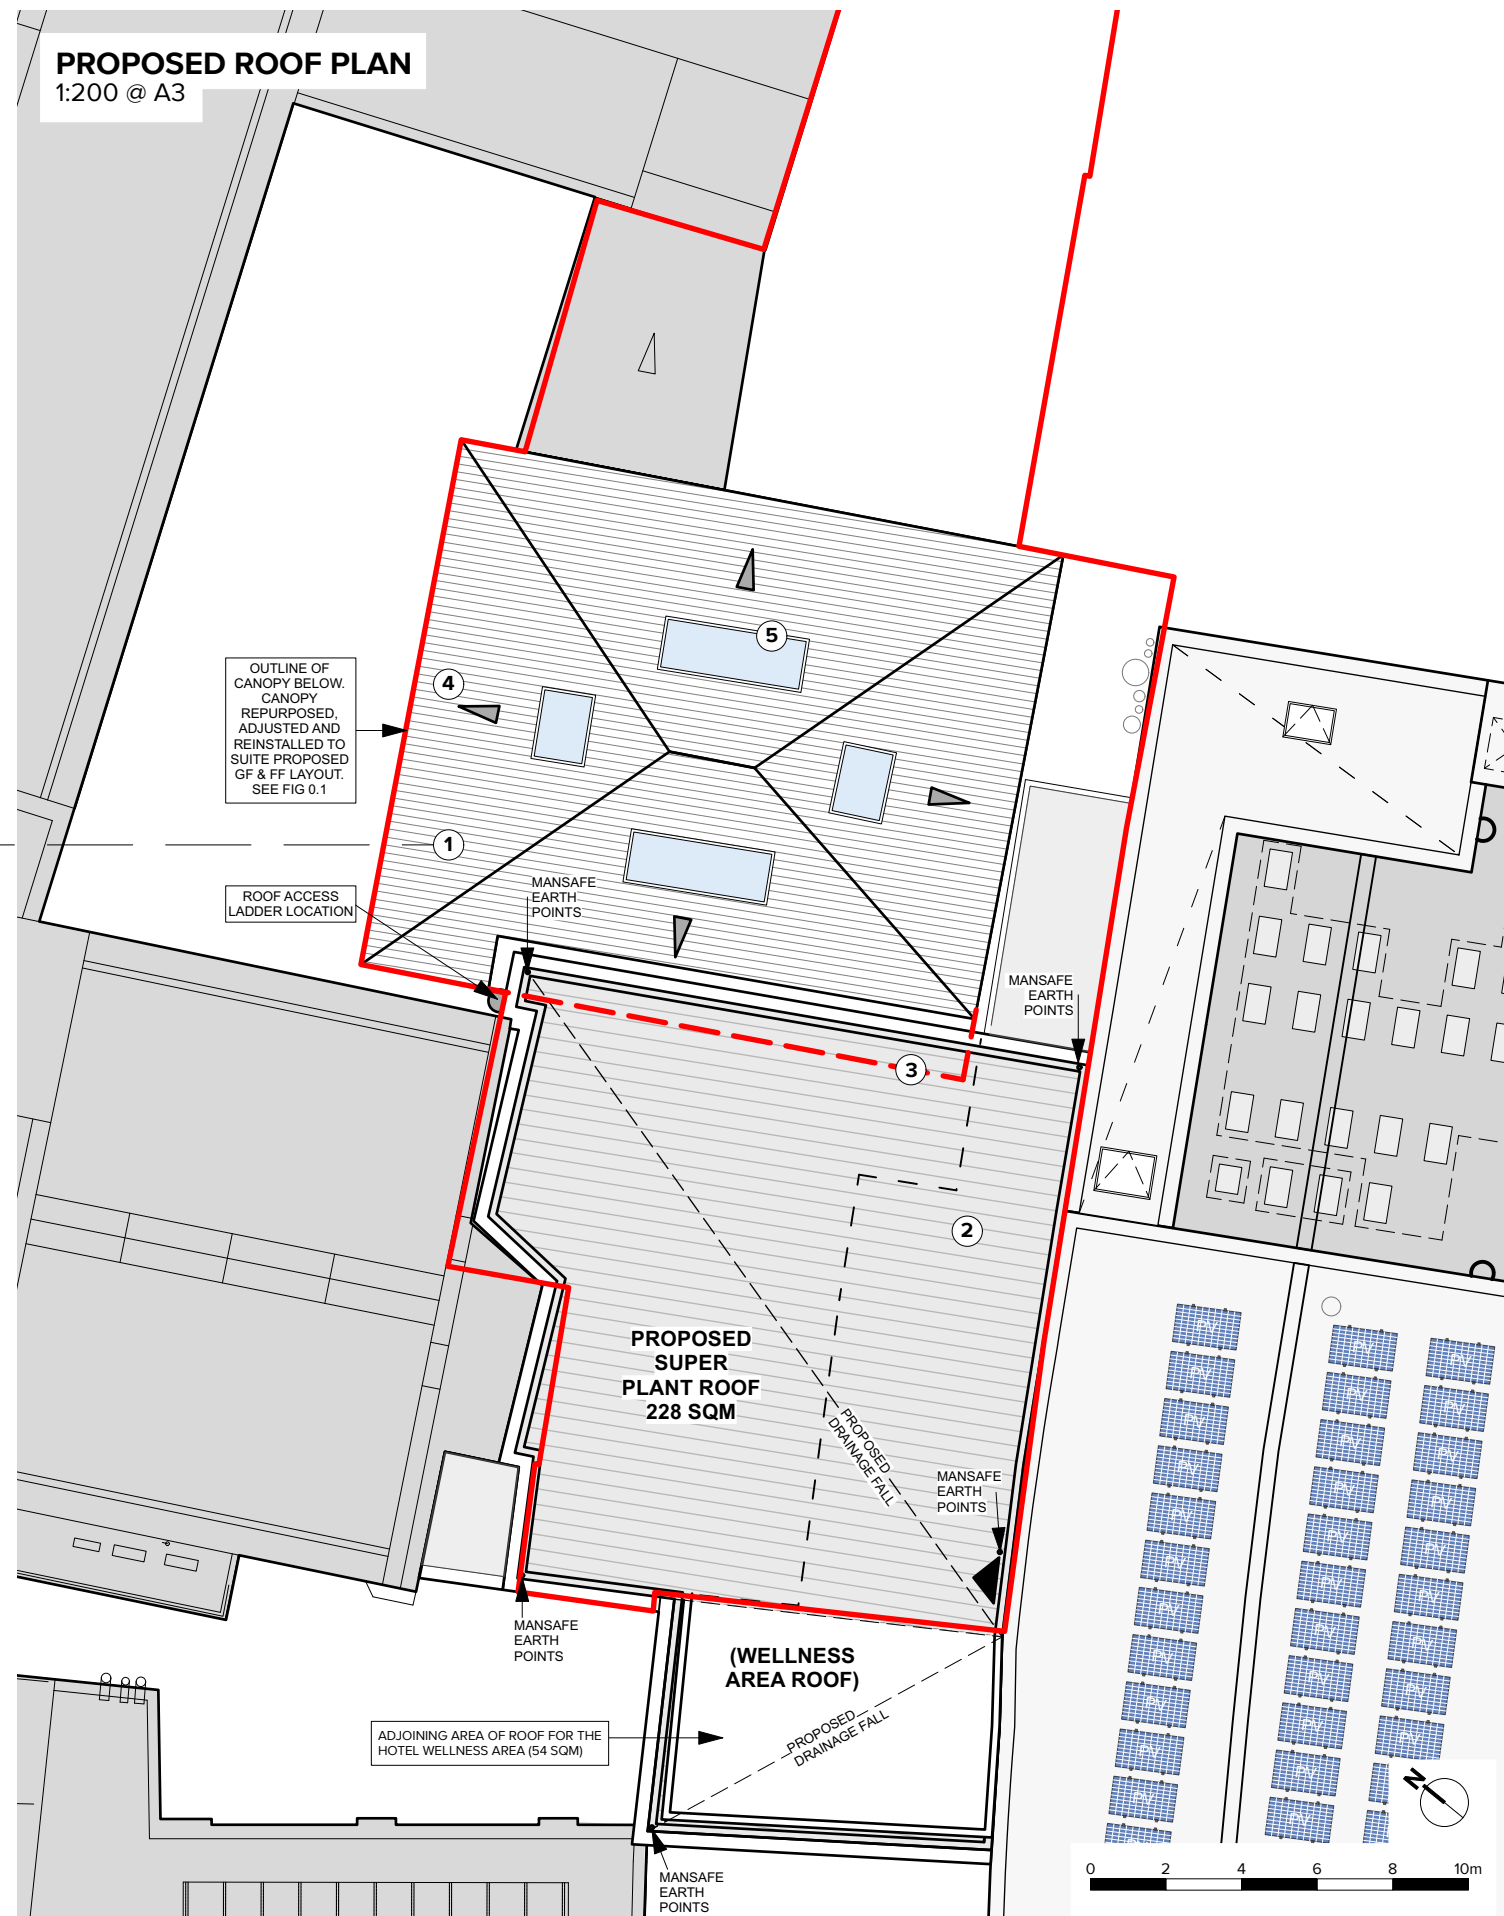 PROPOSED ROOF PLAN
1:200 @ A3
5
4
OUTLINE OF
CANOPY BELOW.
CANOPY
REPURPOSED,
ADJUSTED AND
REINSTALLED TO
SUITE PROPOSED
GF & FF LAYOUT.
SEE FIG 0.1
1
ROOF ACCESS
LADDER LOCATION
MANSAFE
EARTH
POINTS
MANSAFE
EARTH
POINTS
3
2
PROPOSED
SUPER
PLANT ROOF
228 SQM
PROPOSED
DRAINAGE FALL
MANSAFE
EARTH
POINTS
MANSAFE
EARTH
POINTS
(WELLNESS
AREA ROOF)
ADJOINING AREA OF ROOF FOR THE
HOTEL WELLNESS AREA (54 SQM)
PROPOSED
DRAINAGE FALL
MANSAFE
EARTH
POINTS
N
0 2 4 6 8 10m